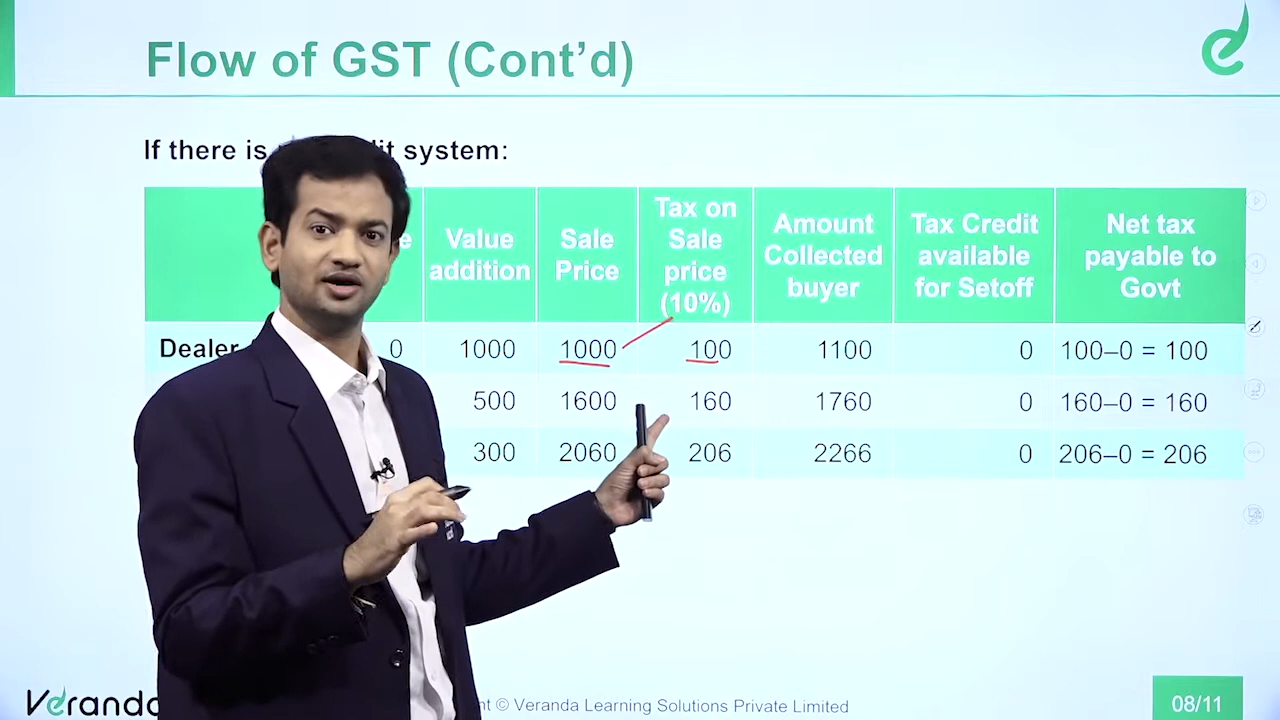 Flow of GST (Cont’d)
If there is system:
Value addition
Sale Price
Tax on Sale price (10%)
Amount Collected buyer
Tax Credit available for Setoff
Net tax payable to Govt
Dealer 0 1000 1000 100 1100 0 100–0 = 100
500 1600 160 1760 0 160–0 = 160
300 2060 206 2266 0 206–0 = 206
Veranda
© Veranda Learning Solutions Private Limited
08/11